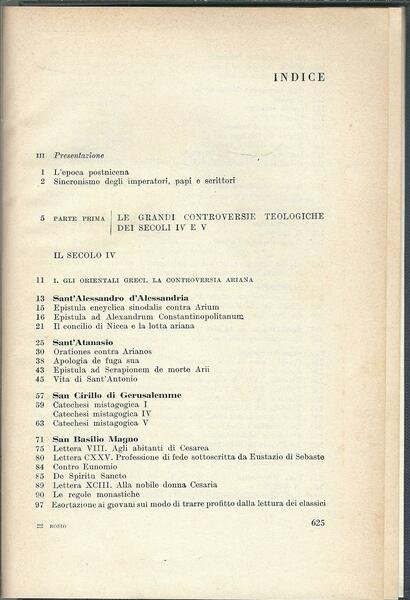 INDICE
III Presentazione
1 L'epoca postnicena
2 Sincronismo degli imperatori, papi e scrittori
5 PARTE PRIMA LE GRANDI CONTROVERSIE TEOLOGICHE
DEI SECOLI IV E V
IL SECOLO IV
11 I. GLI ORIENTALI GRECI. LA CONTROVERSIA ARIANA
13 Sant'Alessandro d'Alessandria
15 Epistula encyclica sinodalis contra Arium
16 Epistula ad Alexandrum Constantinopolitanum
21 Il concilio di Nicea e la lotta ariana
25 Sant'Atanasio
30 Orationes contra Arianos
38 Apologia de fuga sua
43 Epistula ad Serapionem de morte Arii
45 Vita di Sant'Antonio
57 San Cirillo di Gerusalemme
59 Catechesi mistagogica I
Catechesi mistagogica IV
63 Catechesi mistagogica V
71 San Basilio Magno
75 Lettera VIII. Agli abitanti di Cesarea
80 Lettera CXXV. Professione di fede sottoscritta da Eustazio di Sebaste
84 Contro Eunomio
85 De Spiritu Sancto
89 Lettera XCIII. Alla nobile donna Cesaria
90 Le regole monastiche
97 Esortazione ai giovani sul modo di trarre profitto dalla lettura dei classici
22 BOSIO 625